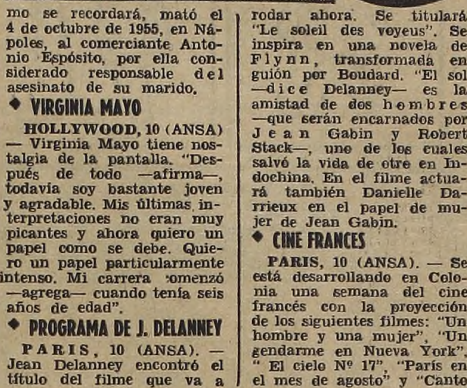 mo se recordará, mató el
4 de octubre de 1955, en Ná-
poles, al comerciante Anto-
nio Espósito, por ella con-
siderado responsable del
asesinato de su marido.
◆ VIRGINIA MAYO
HOLLYWOOD, 10 (ANSA)
— Virginia Mayo tiene nos-
talgia de la pantalla. "Des-
pués de todo —afirma—,
todavía soy bastante joven
y agradable. Mis últimas in-
terpretaciones no eran muy
picantes y ahora quiero un
papel como se debe. Quie-
ro un papel particularmente
intenso. Mi carrera comenzó
—agrega— cuando tenía seis
años de edad".
◆ PROGRAMA DE J. DELANNEY
PARIS, 10 (ANSA). —
Jean Delanney encontró el
título del filme que va a
rodar ahora. Se titulará
"Le soleil des voyeus". Se
inspira en una novela de
Flynn, transformada en
guión por Boudard. "El sol
—dice Delanney— es la
amistad de dos hombres
—que serán encarnados por
Jean Gabin y Robert
Stack—, uno de los cuales
salvó la vida de otre en In-
dochina. En el filme actua-
rá también Danielle Da-
rrieux en el papel de mu-
jer de Jean Gabin.
◆ CINE FRANCES
PARIS, 10 (ANSA). — Se
está desarrollando en Colo-
nia una semana del cine
francés con la proyección
de los siguientes filmes: "Un
hombre y una mujer", "Un
gendarme en Nueva York".
" El cielo Nº 17", "París en
el mes de agosto" y "Cant